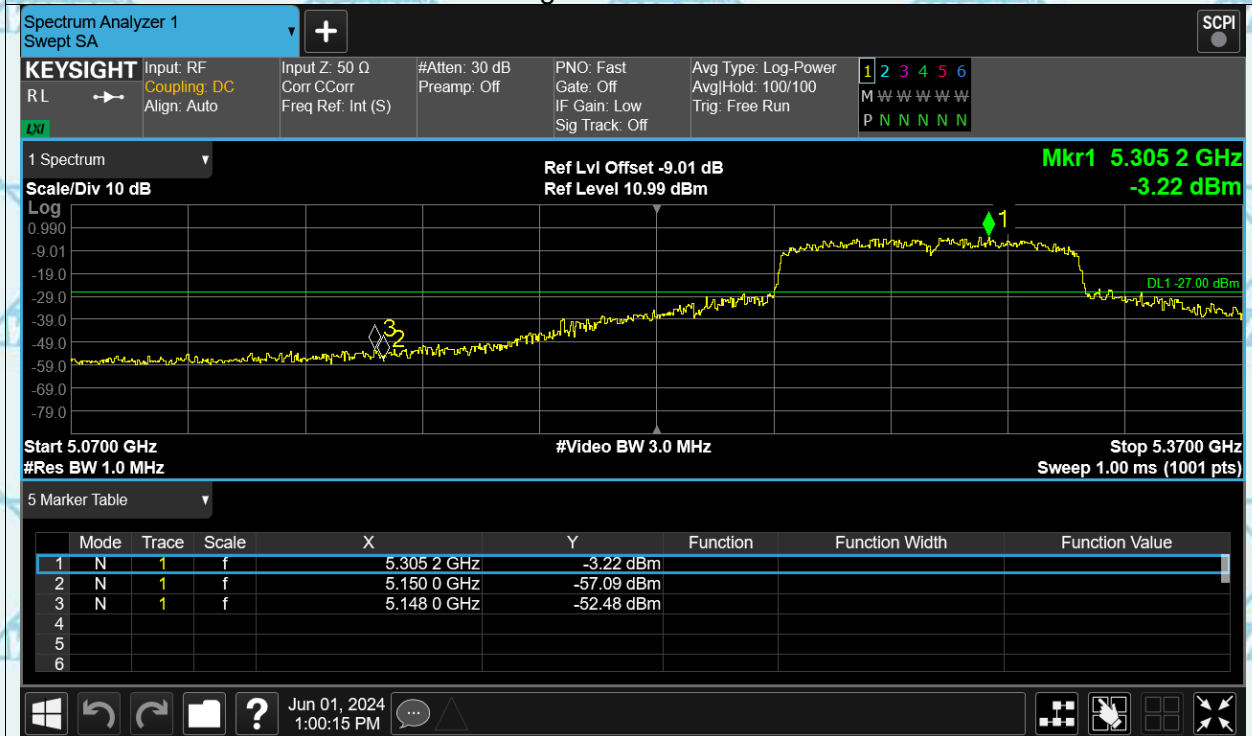 Spectrum Analyzer 1
Swept SA
+
SCPI
KEYSIGHT Input: RF Input Z: 50 Ω #Atten: 30 dB PNO: Fast Avg Type: Log-Power 1 2 3 4 5 6
RL Coupling: DC Corr CCorr Preamp: Off Gate: Off Avg|Hold: 100/100 M W W W W W
Align: Auto Freq Ref: Int (S) IF Gain: Low Trig: Free Run
LXI Sig Track: Off P N N N N N
1 Spectrum Ref Lvl Offset -9.01 dB Mkr1 5.305 2 GHz
Scale/Div 10 dB Ref Level 10.99 dBm -3.22 dBm
Log
1
0.990
-9.01
-19.0
DL1 -27.00 dBm
-29.0
-39.0
3
2
-49.0
-59.0
-69.0
-79.0
Start 5.0700 GHz #Video BW 3.0 MHz Stop 5.3700 GHz
#Res BW 1.0 MHz Sweep 1.00 ms (1001 pts)
5 Marker Table
Mode Trace Scale X Y Function Function Width Function Value
1 N 1 f 5.305 2 GHz -3.22 dBm
2 N 1 f 5.150 0 GHz -57.09 dBm
3 N 1 f 5.148 0 GHz -52.48 dBm
4
5
6
? Jun 01, 2024
1:00:15 PM